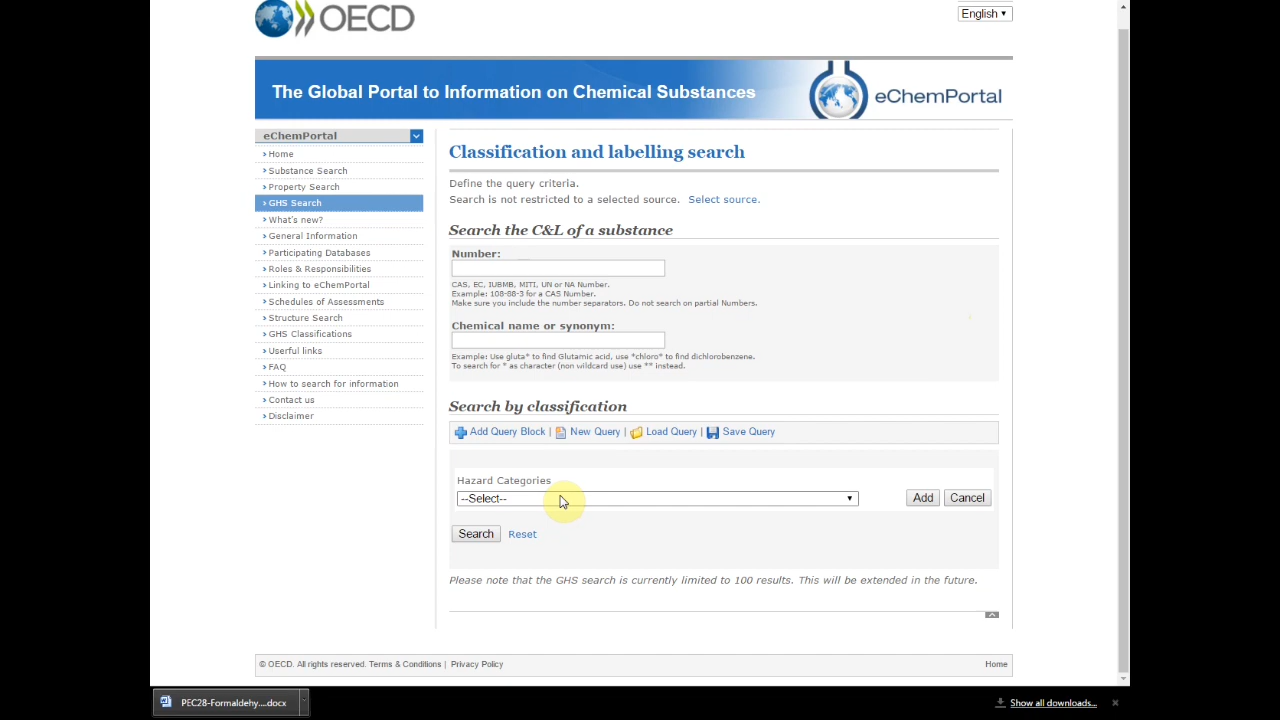 OECD
English
The Global Portal to Information on Chemical Substances
eChemPortal
eChemPortal
Home
Substance Search
Property Search
GHS Search
What's new?
General Information
Participating Databases
Roles & Responsibilities
Linking to eChemPortal
Schedules of Assessments
Structure Search
GHS Classifications
Userful links
FAQ
How to search for information
Contact us
Disclaimer
Classification and labelling search
Define the query criteria.
Search is not restricted to a selected source. Select source.
Search the C&L of a substance
Number:
CAS, EC, IUBMB, MITI, UN or NA Number.
Example: 108-88-3 for a CAS Number.
Make sure you include the number separators. Do not search on partial Numbers.
Chemical name or synonym:
Example: Use gluta* to find Glutamic acid, use *chloro* to find dichlorobenzene.
To search for * as character (non wildcard use) use ** instead.
Search by classification
Add Query Block | New Query | Load Query | Save Query
Hazard Categories
--Select--
Add Cancel
Search Reset
Please note that the GHS search is currently limited to 100 results. This will be extended in the future.
© OECD. All rights reserved. Terms & Conditions | Privacy Policy
Home
PEC28-Formaldehy....docx
Show all downloads...